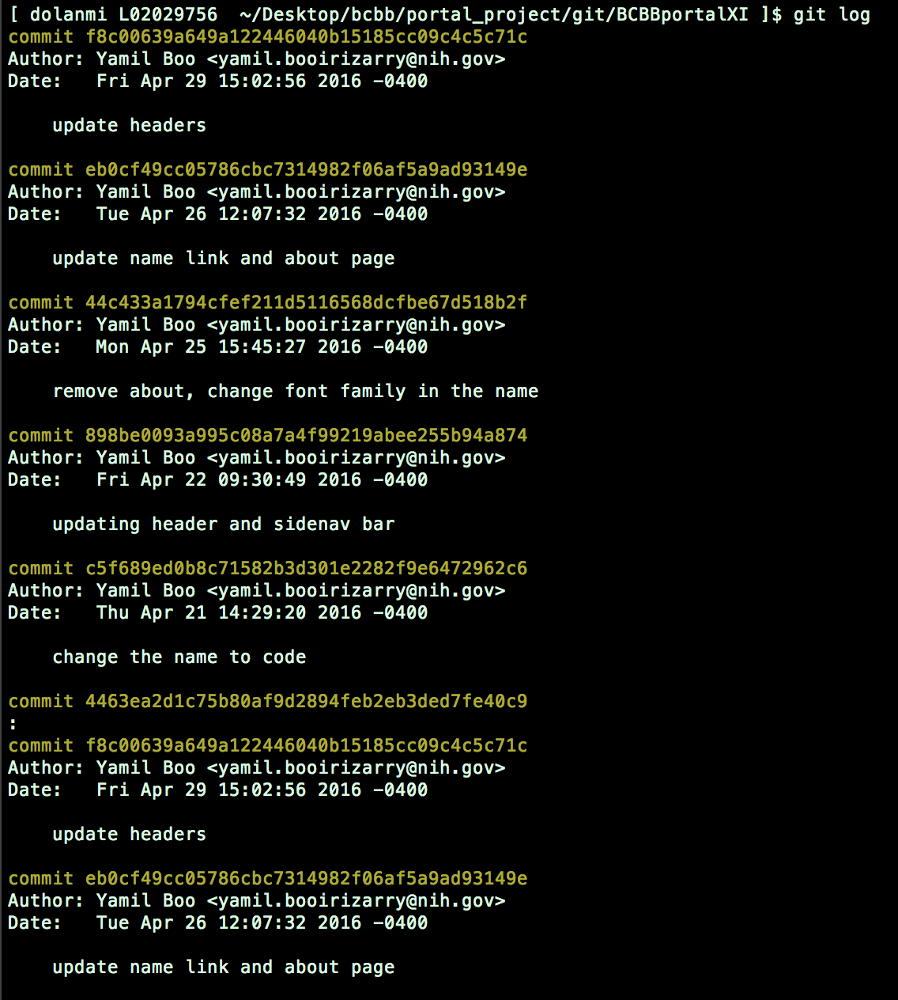 [ dolanmi L02029756  ~/Desktop/bcbb/portal_project/git/BCBBportalXI ]$ git log
commit f8c00639a649a122446040b15185cc09c4c5c71c
Author: Yamil Boo <yamil.booirizarry@nih.gov>
Date:   Fri Apr 29 15:02:56 2016 -0400

    update headers

commit eb0cf49cc05786cbc7314982f06af5a9ad93149e
Author: Yamil Boo <yamil.booirizarry@nih.gov>
Date:   Tue Apr 26 12:07:32 2016 -0400

    update name link and about page

commit 44c433a1794cfef211d5116568dcfbe67d518b2f
Author: Yamil Boo <yamil.booirizarry@nih.gov>
Date:   Mon Apr 25 15:45:27 2016 -0400

    remove about, change font family in the name

commit 898be0093a995c08a7a4f99219abee255b94a874
Author: Yamil Boo <yamil.booirizarry@nih.gov>
Date:   Fri Apr 22 09:30:49 2016 -0400

    updating header and sidenav bar

commit c5f689ed0b8c71582b3d301e2282f9e6472962c6
Author: Yamil Boo <yamil.booirizarry@nih.gov>
Date:   Thu Apr 21 14:29:20 2016 -0400

    change the name to code

commit 4463ea2d1c75b80af9d2894feb2eb3ded7fe40c9
:
commit f8c00639a649a122446040b15185cc09c4c5c71c
Author: Yamil Boo <yamil.booirizarry@nih.gov>
Date:   Fri Apr 29 15:02:56 2016 -0400

    update headers

commit eb0cf49cc05786cbc7314982f06af5a9ad93149e
Author: Yamil Boo <yamil.booirizarry@nih.gov>
Date:   Tue Apr 26 12:07:32 2016 -0400

    update name link and about page